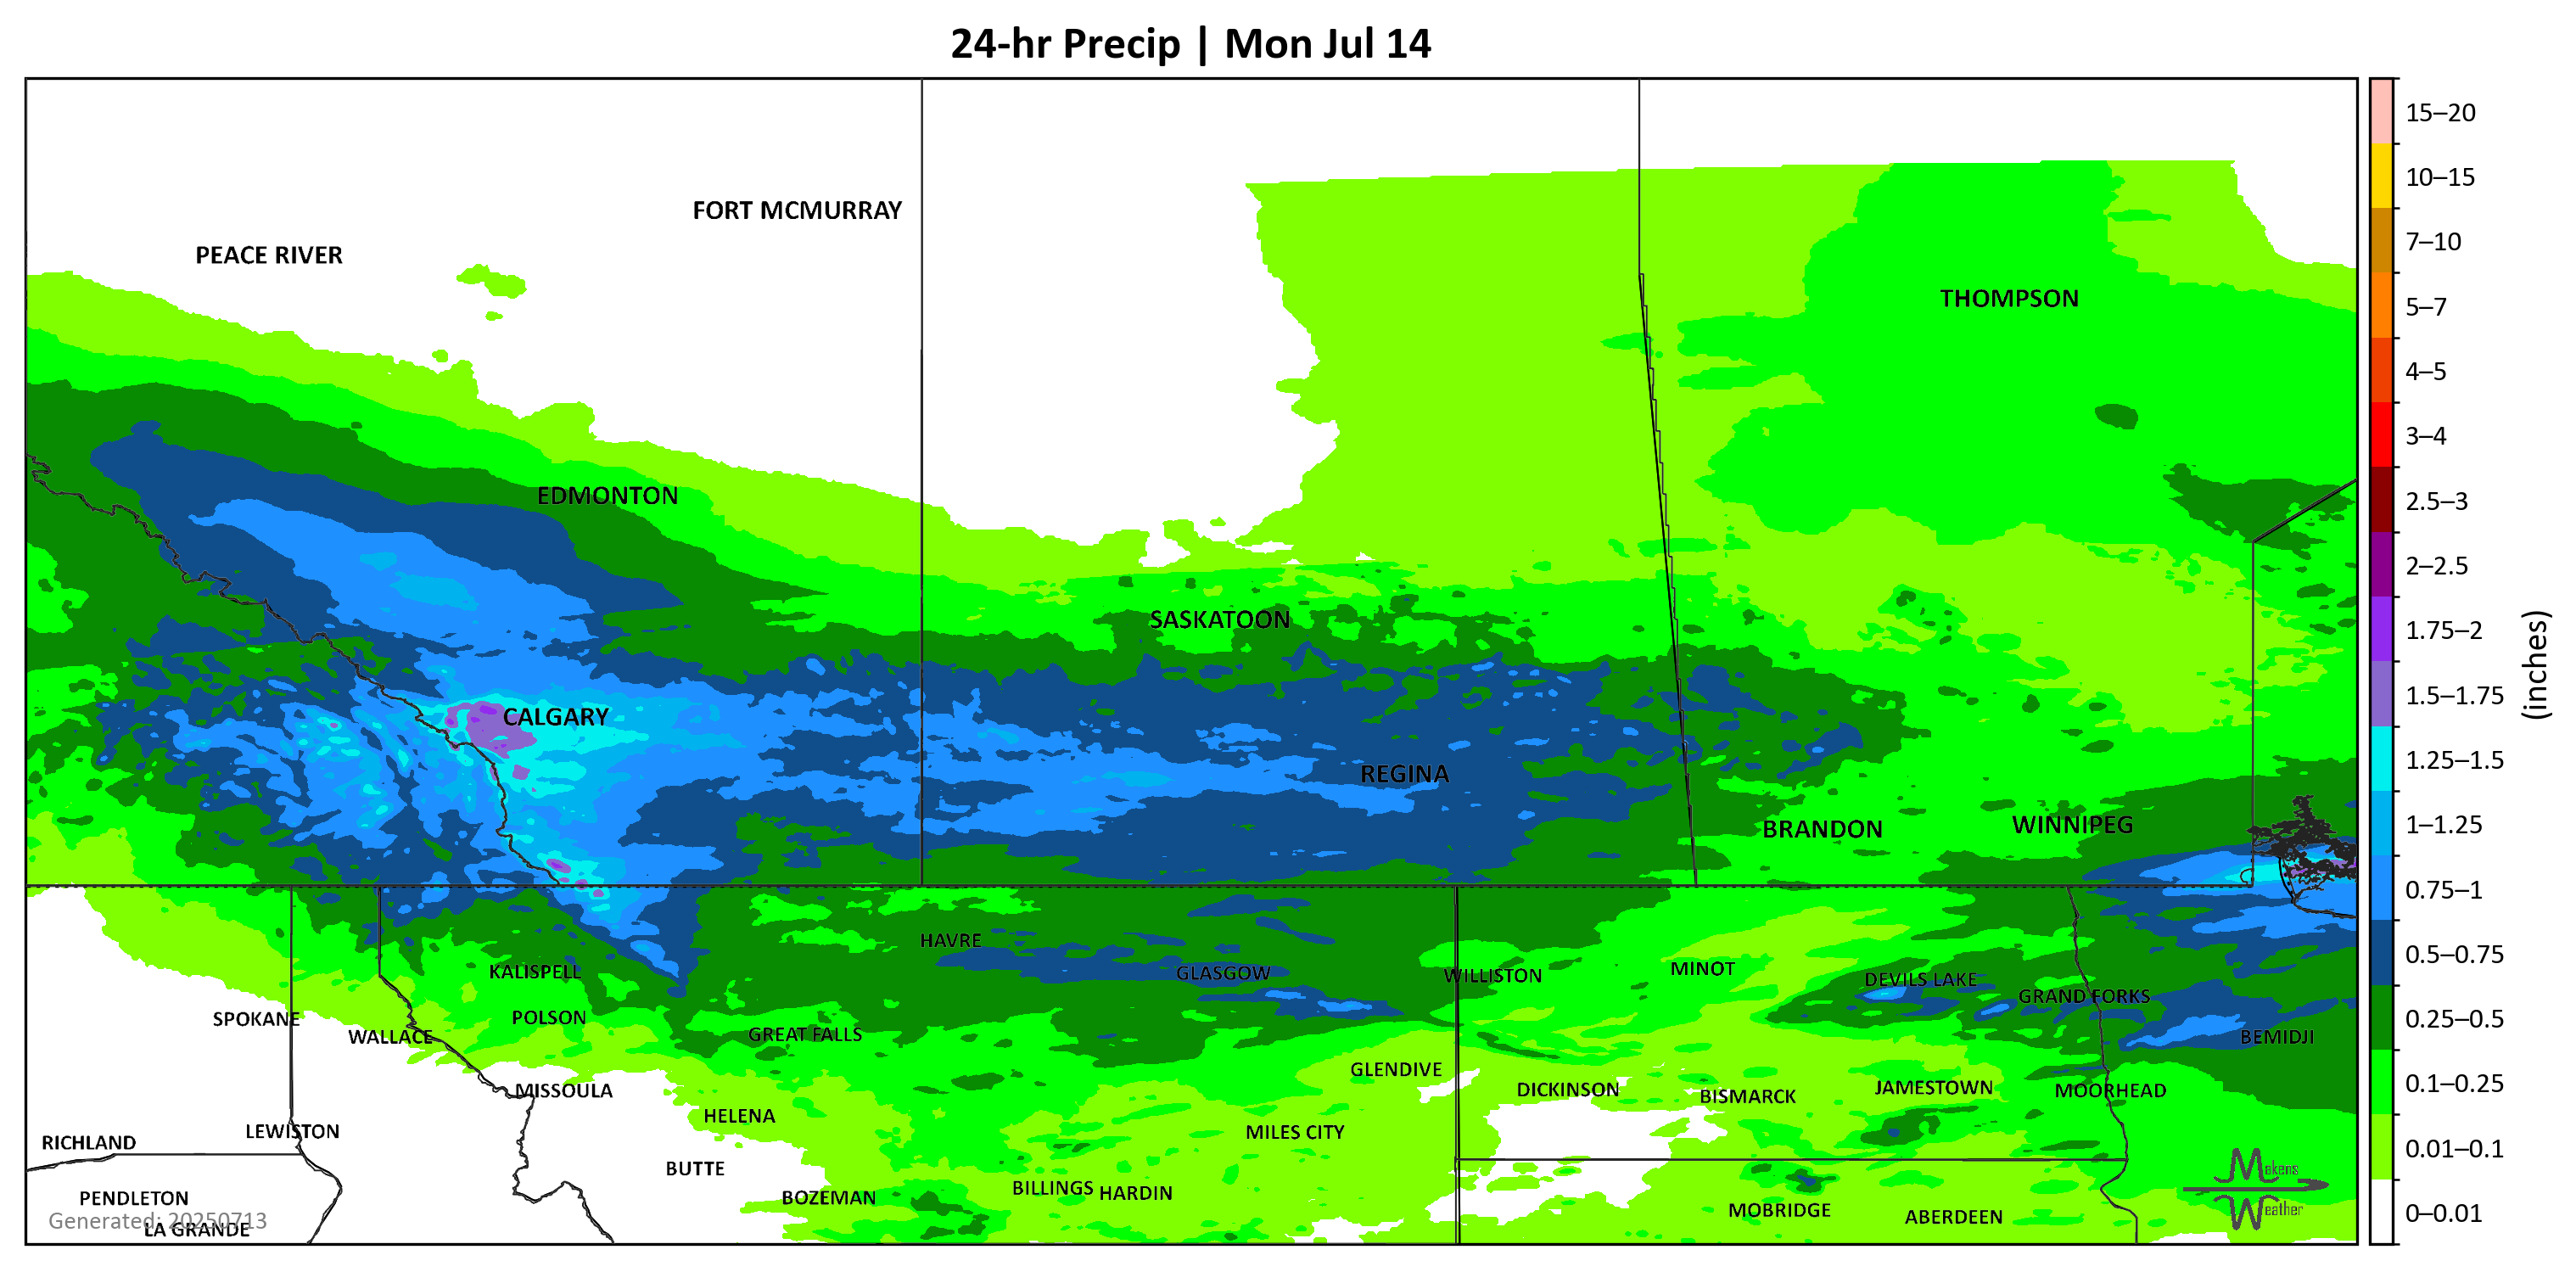 24-hr Precip | Mon Jul 14
15–20
10–15
7–10
5–7
4–5
3–4
2.5–3
2–2.5
1.75–2
1.5–1.75
1.25–1.5
1–1.25
0.75–1
0.5–0.75
0.25–0.5
0.1–0.25
0.01–0.1
0–0.01
(inches)
FORT MCMURRAY
PEACE RIVER
THOMPSON
EDMONTON
SASKATOON
CALGARY
REGINA
BRANDON
WINNIPEG
HAVRE
KALISPELL
GLASGOW
WILLISTON
MINOT
DEVILS LAKE
GRAND FORKS
SPOKANE
POLSON
WALLACE
GREAT FALLS
BEMIDJI
GLENDIVE
MISSOULA
DICKINSON
BISMARCK
JAMESTOWN
MOORHEAD
HELENA
LEWISTON
RICHLAND
MILES CITY
BUTTE
BILLINGS
HARDIN
PENDLETON
BOZEMAN
MOBRIDGE
ABERDEEN
Generated: 20250713
LA GRANDE
Makens
Weather